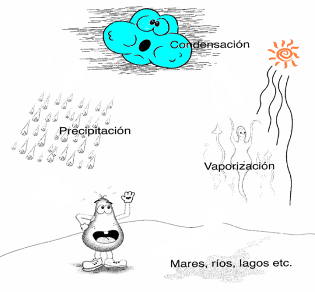 Condensación
Precipitación
Vaporización
Mares, ríos, lagos etc.